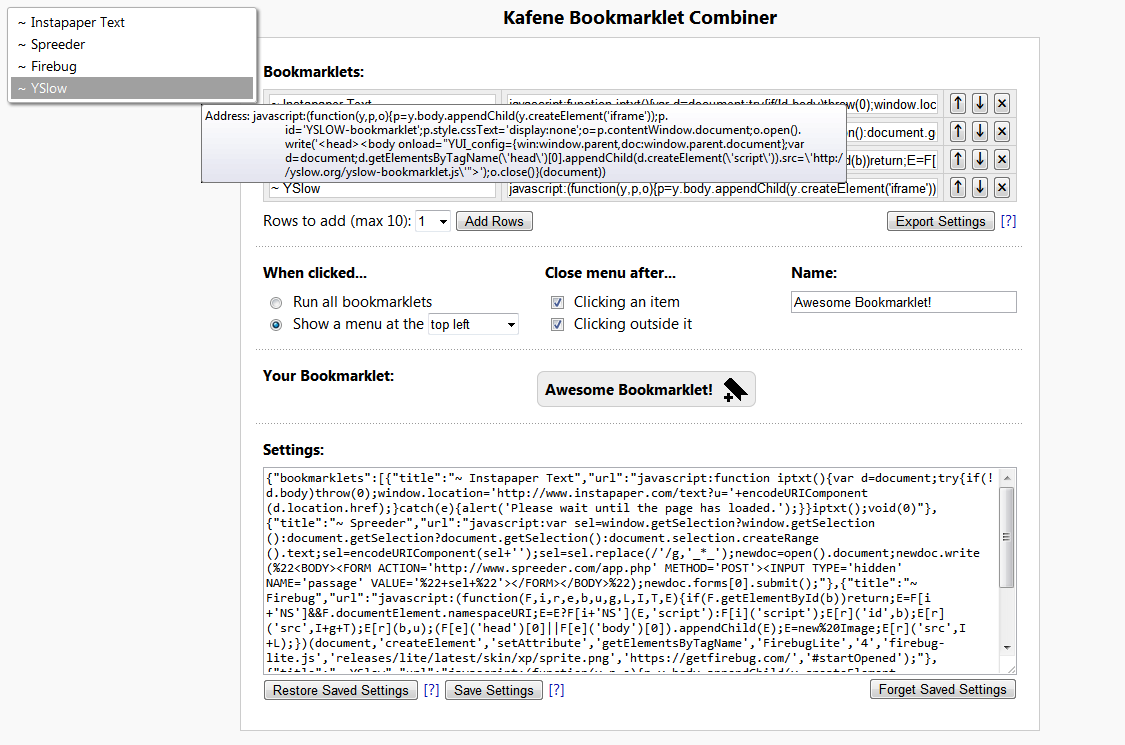 Kafene Bookmarklet Combiner
~ Instapaper Text
~ Spreeder
~ Firebug
~ YSlow
Bookmarklets:
~ Instapaper Text javascript:function iptxt(){var d=document;try{if(!d.body)throw(0);window.loc
Address: javascript:(function(y,p,o){p=y.body.appendChild(y.createElement('iframe'));p.
id='YSLOW-bookmarklet';p.style.cssText='display:none';o=p.contentWindow.document;o.open().
write('<head><body onload="YUI_config={win:window.parent,doc:window.parent.document};var
d=document;d.getElementsByTagName(\'head\')[0].appendChild(d.createElement(\'script\')).src=\'http:/
/yslow.org/yslow-bookmarklet.js\'">');o.close()}(document))
on():document.g
d(b))return;E=F[
~ YSlow javascript:(function(y,p,o){p=y.body.appendChild(y.createElement('iframe'))
Rows to add (max 10): 1 Add Rows Export Settings [?]
When clicked... Close menu after... Name:
Run all bookmarklets Clicking an item Awesome Bookmarklet!
Show a menu at the top left Clicking outside it
Your Bookmarklet: Awesome Bookmarklet!
Settings:
{"bookmarklets":[{"title":"~ Instapaper Text","url":"javascript:function iptxt(){var d=document;try{if(!
d.body)throw(0);window.location='http://www.instapaper.com/text?u='+encodeURIComponent
(d.location.href);}catch(e){alert('Please wait until the page has loaded.');}}iptxt();void(0)"},
{"title":"~ Spreeder","url":"javascript:var sel=window.getSelection?window.getSelection
():document.getSelection?document.getSelection():document.selection.createRange
().text;sel=encodeURIComponent(sel+'');sel=sel.replace(/'/g,'_*_');newdoc=open().document;newdoc.write
(%22<BODY><FORM ACTION='http://www.spreeder.com/app.php' METHOD='POST'><INPUT TYPE='hidden'
NAME='passage' VALUE='%22+sel+%22'></FORM></BODY>%22);newdoc.forms[0].submit();"},{"title":"~
Firebug","url":"javascript:(function(F,i,r,e,b,u,g,L,I,T,E){if(F.getElementById(b))return;E=F[i
+'NS']&&F.documentElement.namespaceURI;E=E?F[i+'NS'](E,'script'):F[i]('script');E[r]('id',b);E[r]
('src',I+g+T);E[r](b,u);(F[e]('head')[0]||F[e]('body')[0]).appendChild(E);E=new%20Image;E[r]('src',I
+L);})(document,'createElement','setAttribute','getElementsByTagName','FirebugLite','4','firebug-
lite.js','releases/lite/latest/skin/xp/sprite.png','https://getfirebug.com/','#startOpened');"},
{"title":"~ YSlow","url":"javascript:(function(y,p,o){p=y.body.appendChild(y.createElement
Restore Saved Settings [?] Save Settings [?] Forget Saved Settings